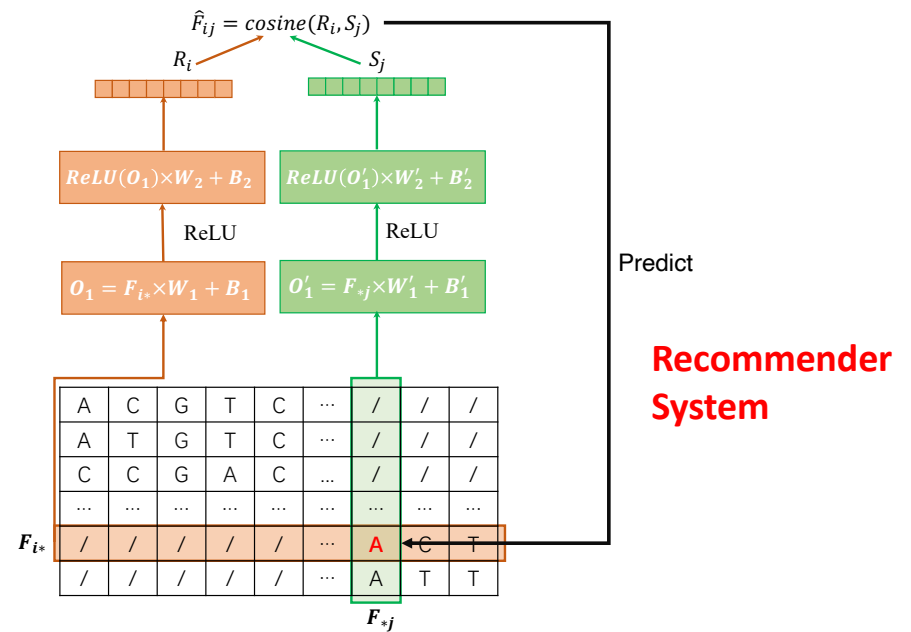 F̂ᵢⱼ = cosine(Rᵢ, Sⱼ)
Rᵢ
Sⱼ
ReLU(O₁)×W₂ + B₂
ReLU(O′₁)×W′₂ + B′₂
ReLU
ReLU
O₁ = Fᵢ∗×W₁ + B₁
O′₁ = F∗ⱼ×W′₁ + B′₁
Predict
Recommender
System
A C G T C ... / / /
A T G T C ... / / /
C C G A C ... / / /
... ... ... ... ... ... ... ... ...
Fᵢ∗
/ / / / / ... A C T
/ / / / / ... A T T
F∗ⱼ